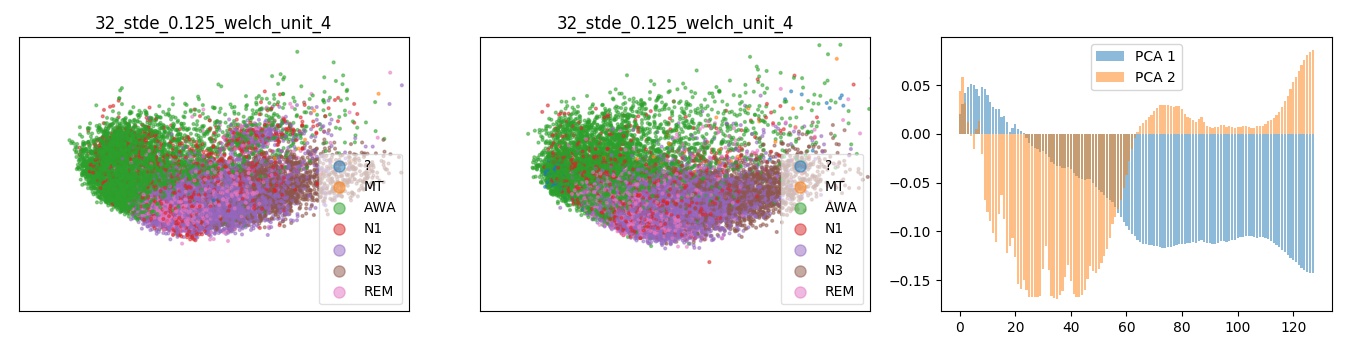 32_stde_0.125_welch_unit_4
?
MT
AWA
N1
N2
N3
REM
32_stde_0.125_welch_unit_4
?
MT
AWA
N1
N2
N3
REM
PCA 1
PCA 2
0.05
0.00
−0.05
−0.10
−0.15
0 20 40 60 80 100 120